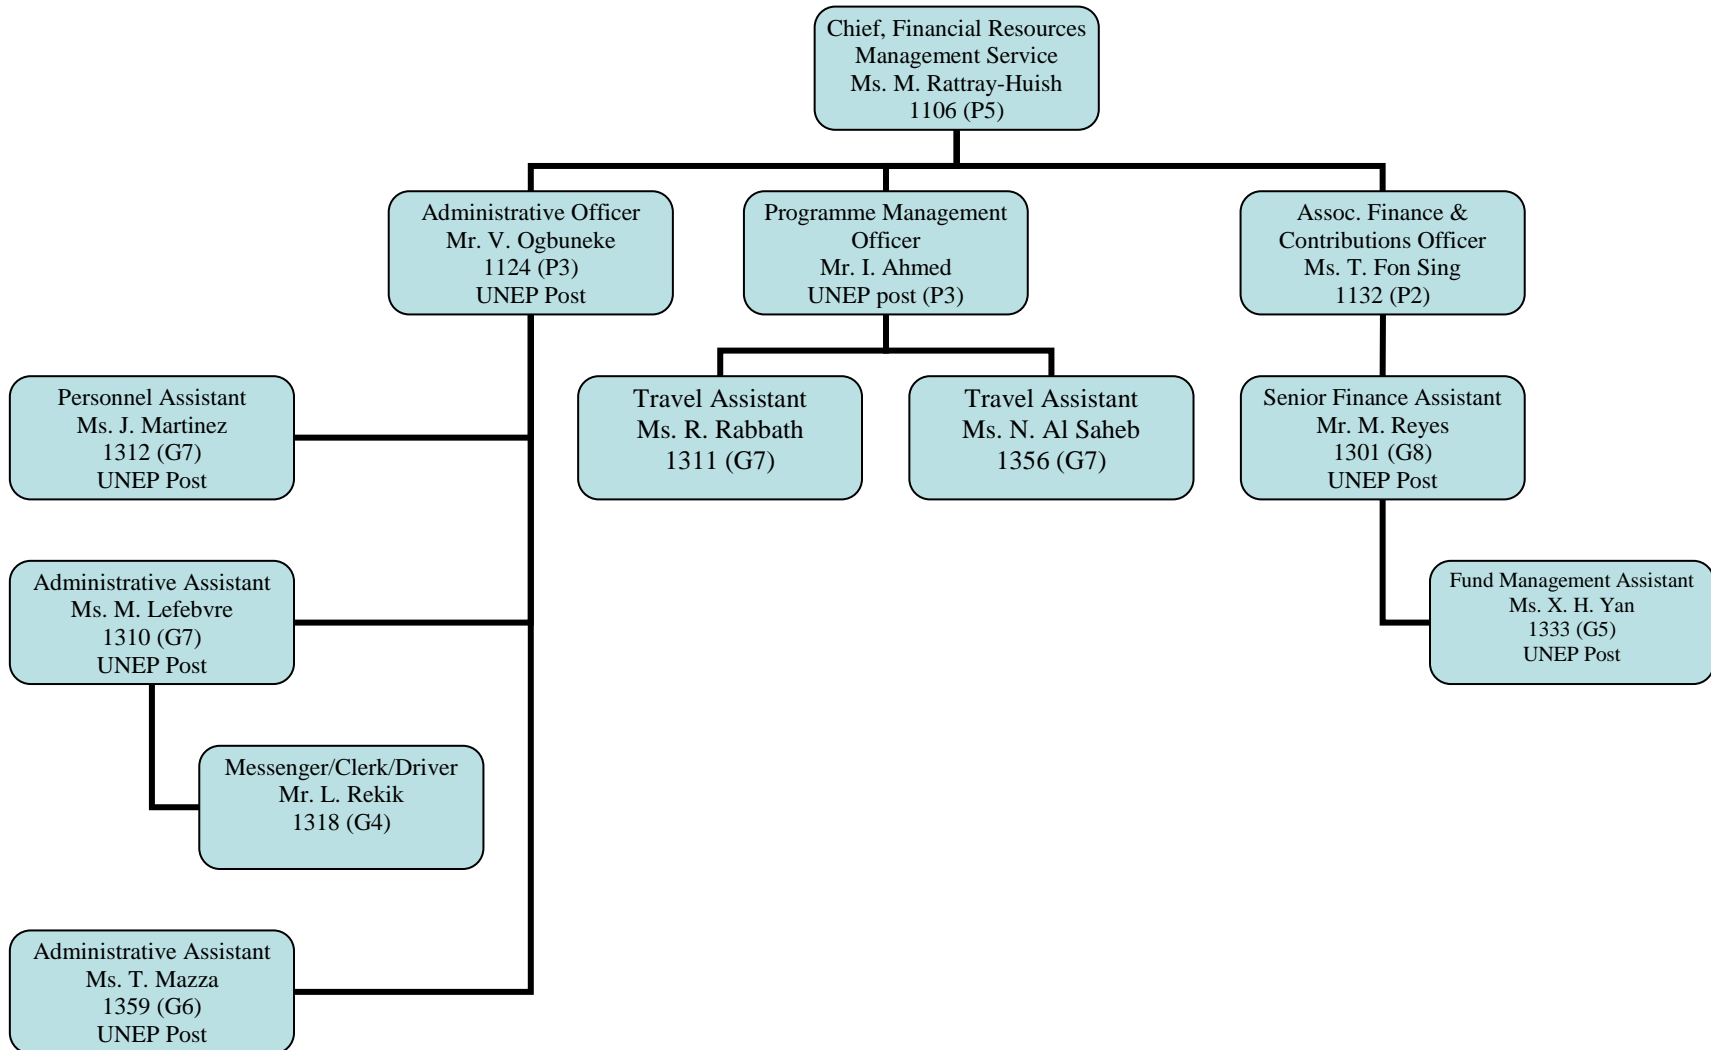 Chief, Financial Resources
Management Service
Ms. M. Rattray-Huish
1106 (P5)
Administrative Officer
Mr. V. Ogbuneke
1124 (P3)
UNEP Post
Programme Management
Officer
Mr. I. Ahmed
UNEP post (P3)
Assoc. Finance &
Contributions Officer
Ms. T. Fon Sing
1132 (P2)
Personnel Assistant
Ms. J. Martinez
1312 (G7)
UNEP Post
Travel Assistant
Ms. R. Rabbath
1311 (G7)
Travel Assistant
Ms. N. Al Saheb
1356 (G7)
Senior Finance Assistant
Mr. M. Reyes
1301 (G8)
UNEP Post
Administrative Assistant
Ms. M. Lefebvre
1310 (G7)
UNEP Post
Fund Management Assistant
Ms. X. H. Yan
1333 (G5)
UNEP Post
Messenger/Clerk/Driver
Mr. L. Rekik
1318 (G4)
Administrative Assistant
Ms. T. Mazza
1359 (G6)
UNEP Post